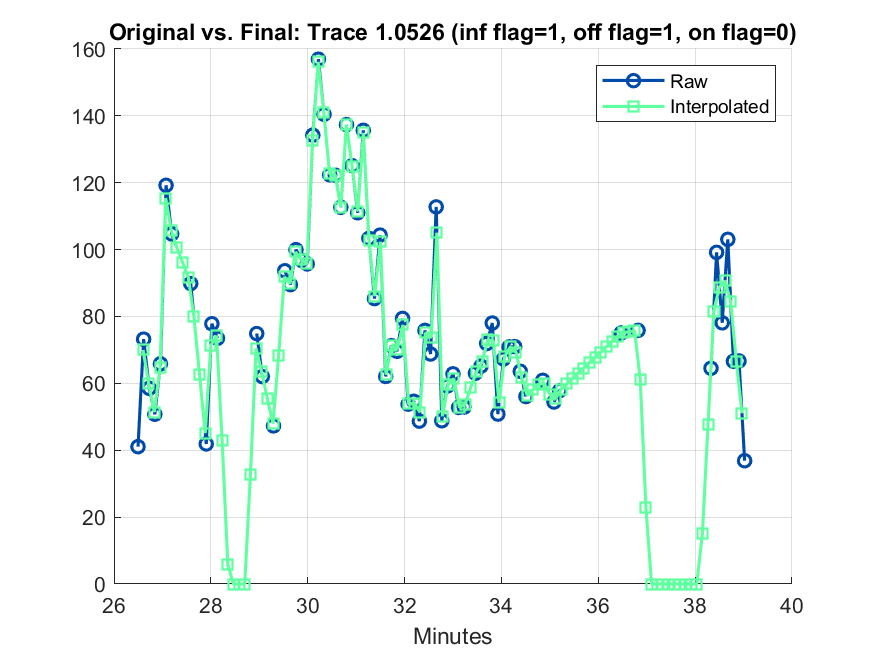 Original vs. Final: Trace 1.0526 (inf flag=1, off flag=1, on flag=0)
160
140
120
100
80
60
40
20
0
Raw
Interpolated
26 28 30 32 34 36 38 40
Minutes